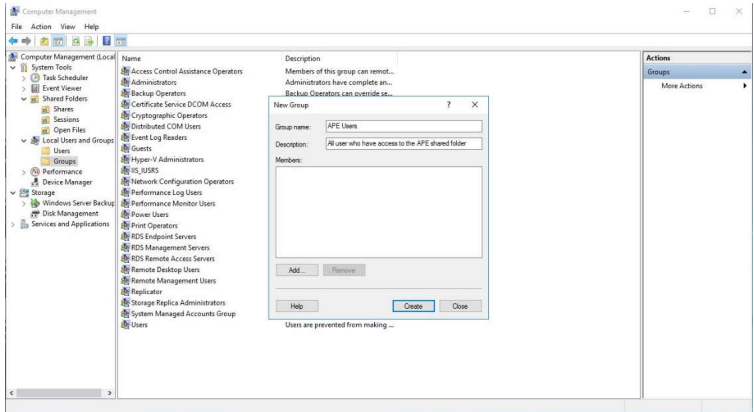 Computer Management
File Action View Help
Computer Management (Local
System Tools
Task Scheduler
Event Viewer
Shared Folders
Shares
Sessions
Open Files
Local Users and Groups
Users
Groups
Performance
Device Manager
Storage
Windows Server Backup
Disk Management
Services and Applications
Name Description
Access Control Assistance Operators Members of this group can remot...
Administrators Administrators have complete an...
Backup Operators Backup Operators can override se...
Certificate Service DCOM Access
Cryptographic Operators
Distributed COM Users
Event Log Readers
Guests
Hyper-V Administrators
IIS_IUSRS
Network Configuration Operators
Performance Log Users
Performance Monitor Users
Power Users
Print Operators
RDS Endpoint Servers
RDS Management Servers
RDS Remote Access Servers
Remote Desktop Users
Remote Management Users
Replicator
Storage Replica Administrators
System Managed Accounts Group
Users Users are prevented from making ...
New Group
Group name: APE Users
Description: All user who have access to the APE shared folder
Members:
Add... Remove
Help Create Close
Actions
Groups
More Actions